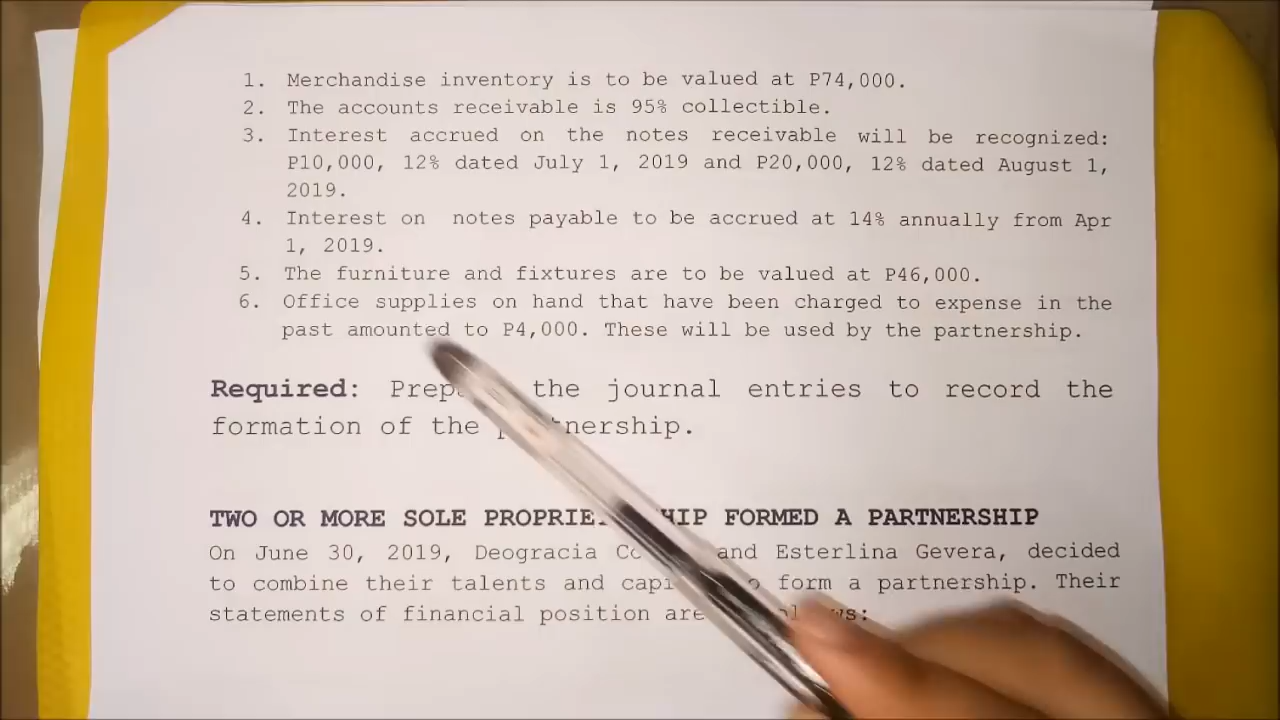 1. Merchandise inventory is to be valued at P74,000.
2. The accounts receivable is 95% collectible.
3. Interest accrued on the notes receivable will be recognized:
P10,000, 12% dated July 1, 2019 and P20,000, 12% dated August 1,
2019.
4. Interest on notes payable to be accrued at 14% annually from Apr
1, 2019.
5. The furniture and fixtures are to be valued at P46,000.
6. Office supplies on hand that have been charged to expense in the
past amounted to P4,000. These will be used by the partnership.
Required: the journal entries to record the
formation of the
TWO OR MORE SOLE FORMED A PARTNERSHIP
On June 30, 2019, Deogracia and Esterlina Gevera, decided
to combine their talents and form a partnership. Their
statements of financial position are